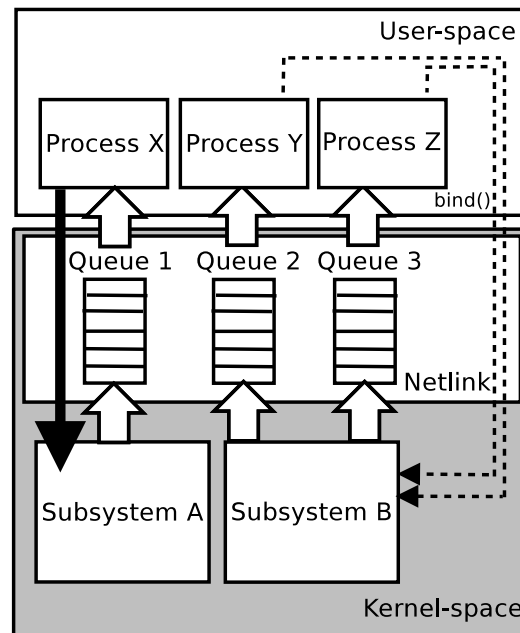 User-space
Process X
Process Y
Process Z
bind()
Queue 1
Queue 2
Queue 3
Netlink
Subsystem A
Subsystem B
Kernel-space